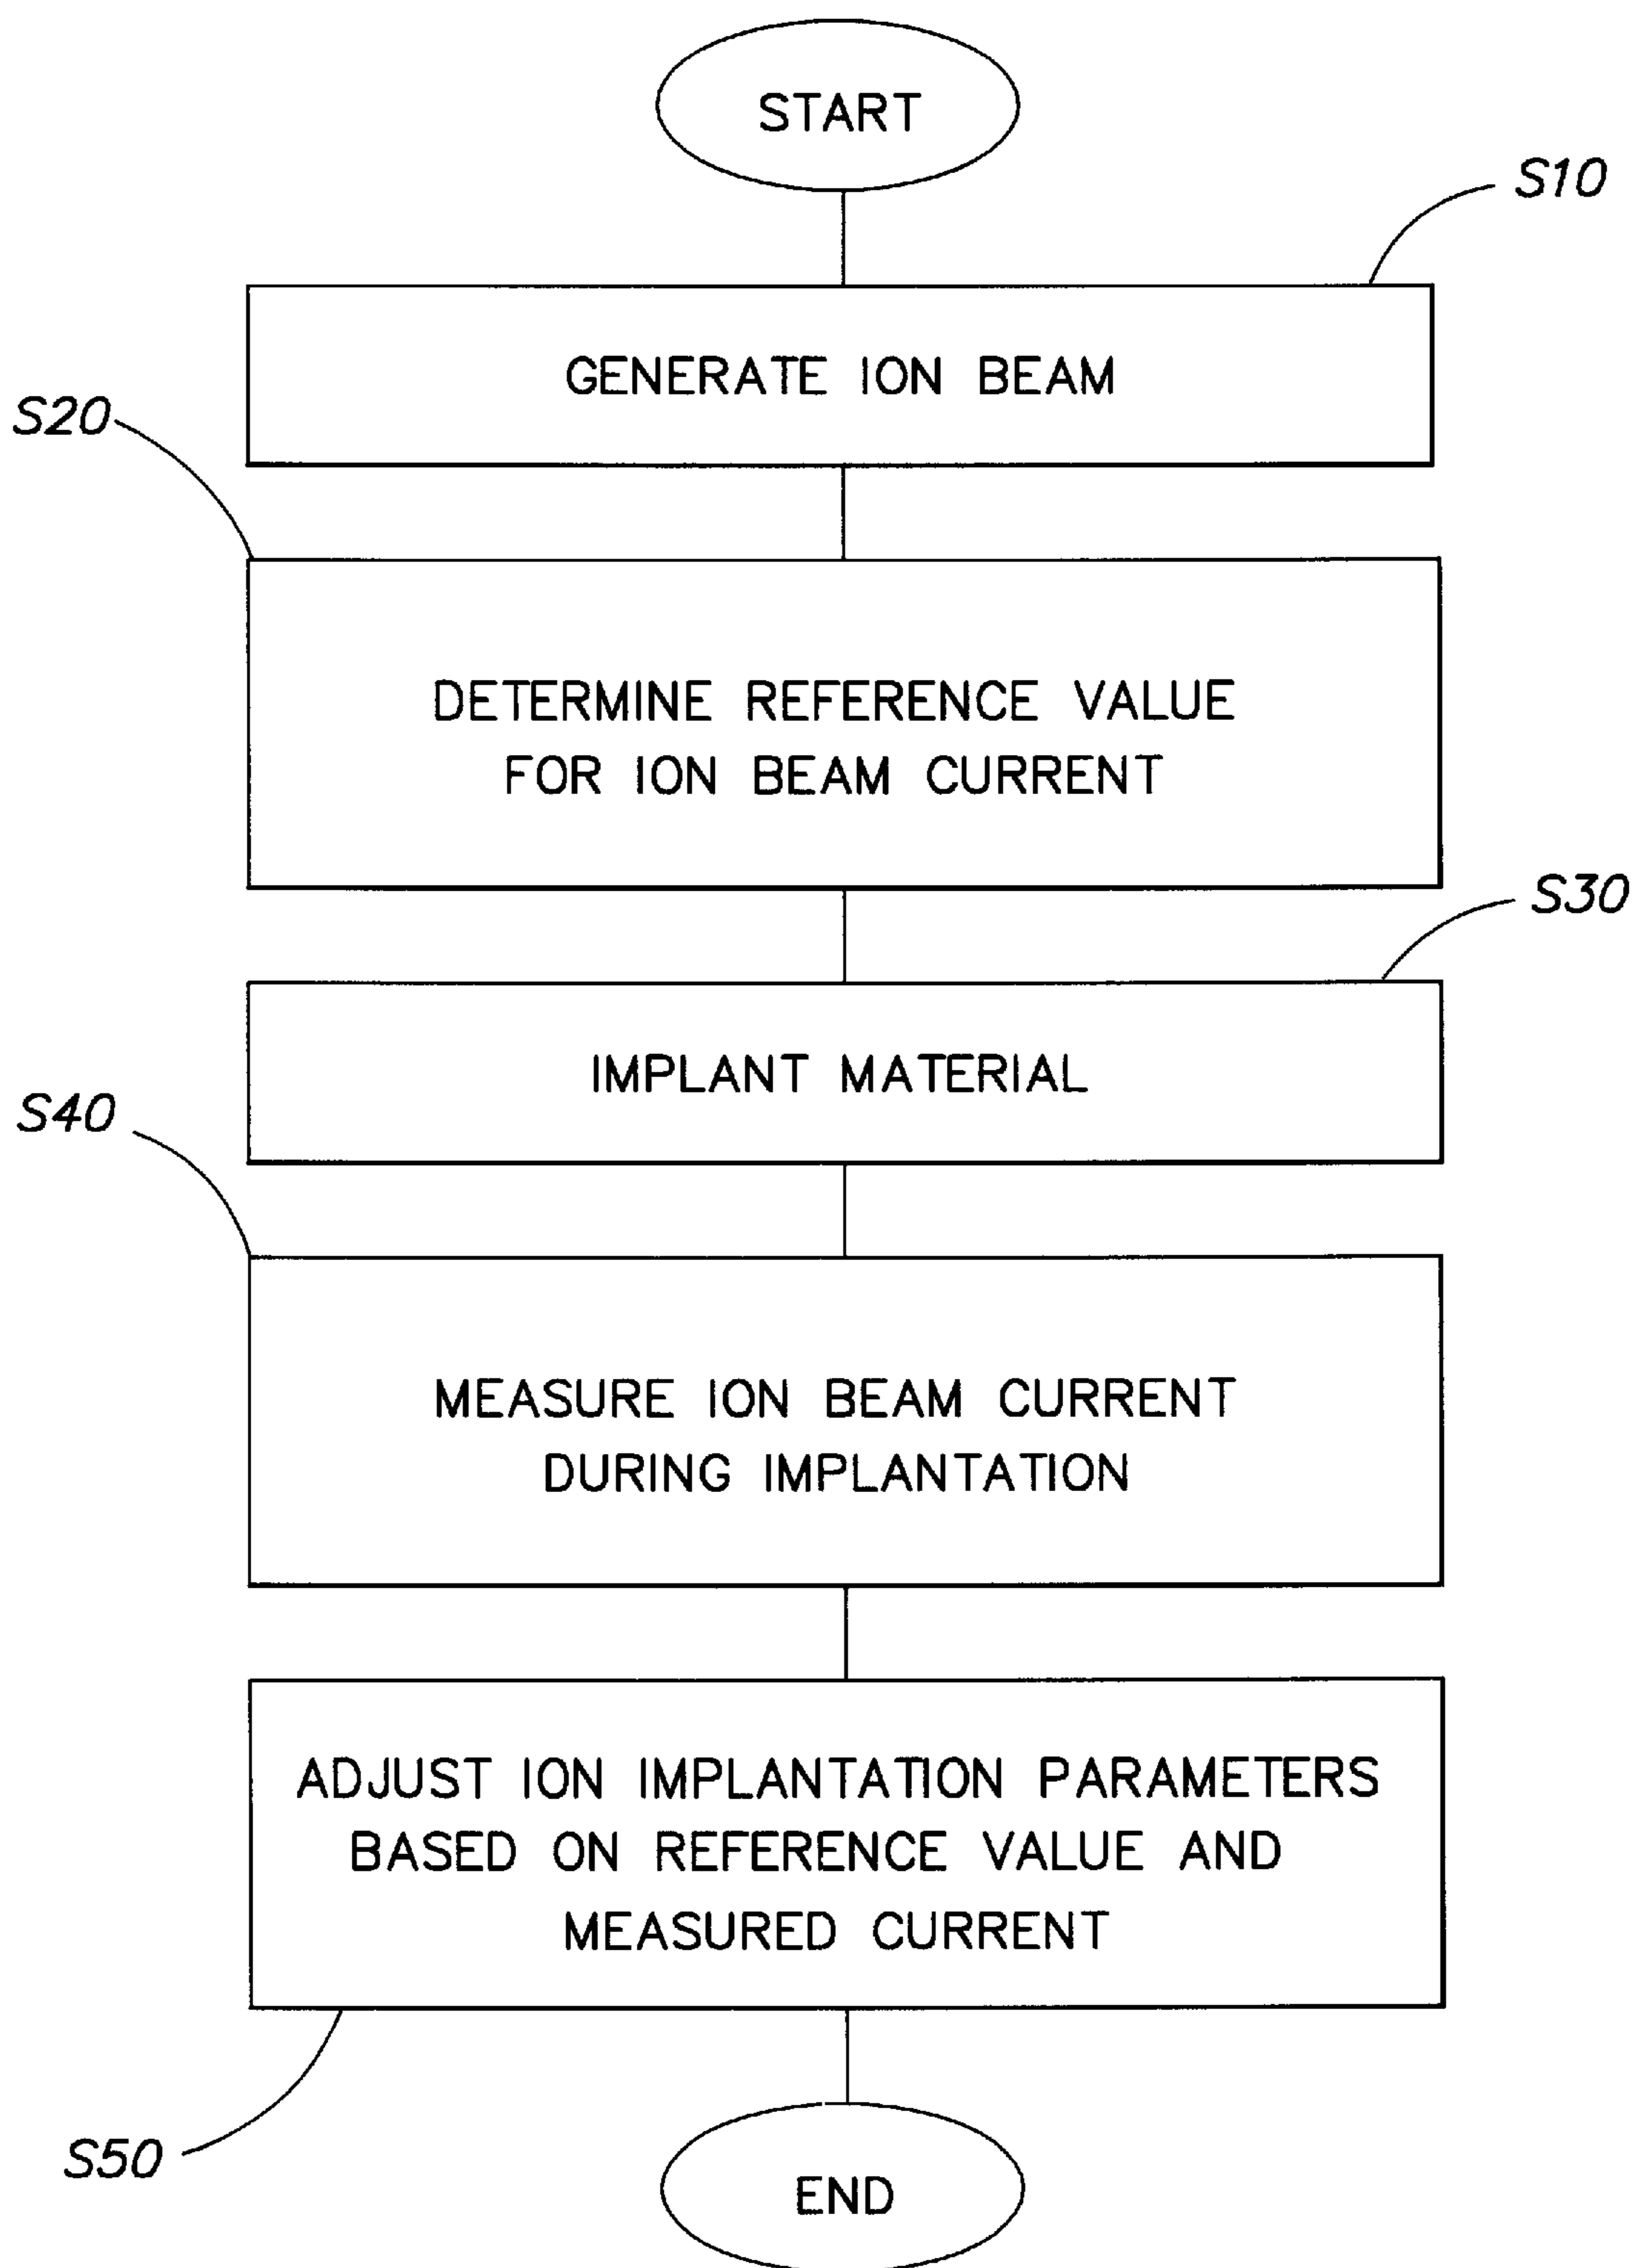 START
S10
GENERATE ION BEAM
S20
DETERMINE REFERENCE VALUE
FOR ION BEAM CURRENT
S30
IMPLANT MATERIAL
S40
MEASURE ION BEAM CURRENT
DURING IMPLANTATION
ADJUST ION IMPLANTATION PARAMETERS
BASED ON REFERENCE VALUE AND
MEASURED CURRENT
S50
END